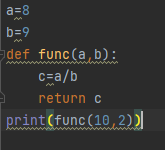 a=8
b=9
def func(a,b):
    c=a/b
    return c
print(func(10,2))